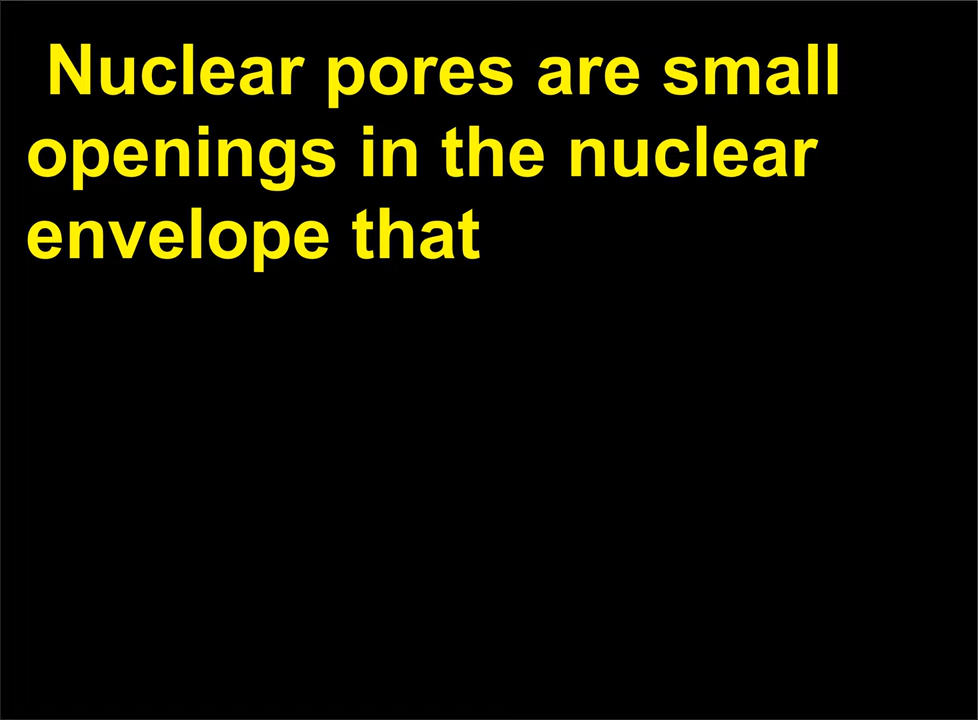 Nuclear pores are small
openings in the nuclear
envelope that